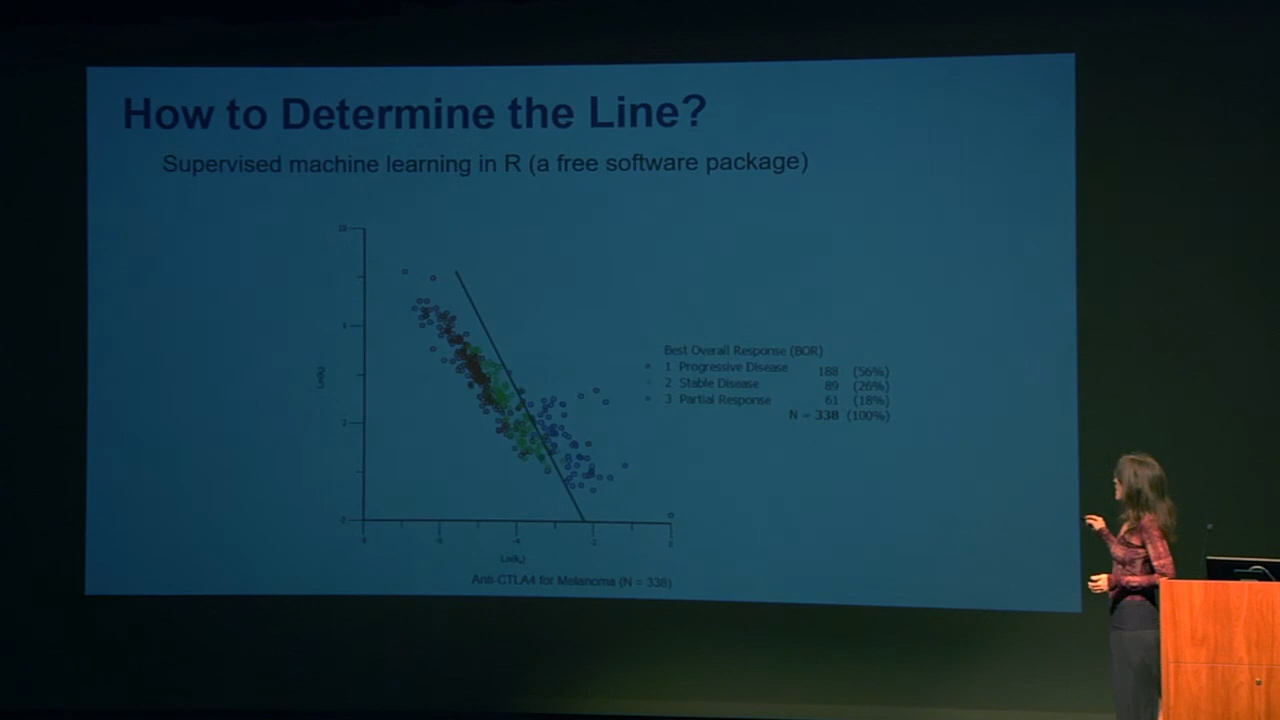 How to Determine the Line?
Supervised machine learning in R (a free software package)
Best Overall Response (BOR)
1 Progressive Disease 188 (56%)
2 Stable Disease 89 (26%)
3 Partial Response 61 (18%)
N = 338 (100%)
Anti-CTLA4 for Melanoma (N = 338)